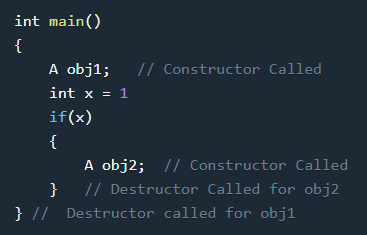 int main()
{
    A obj1;   // Constructor Called
    int x = 1
    if(x)
    {
        A obj2;  // Constructor Called
    }   // Destructor Called for obj2
} //  Destructor called for obj1